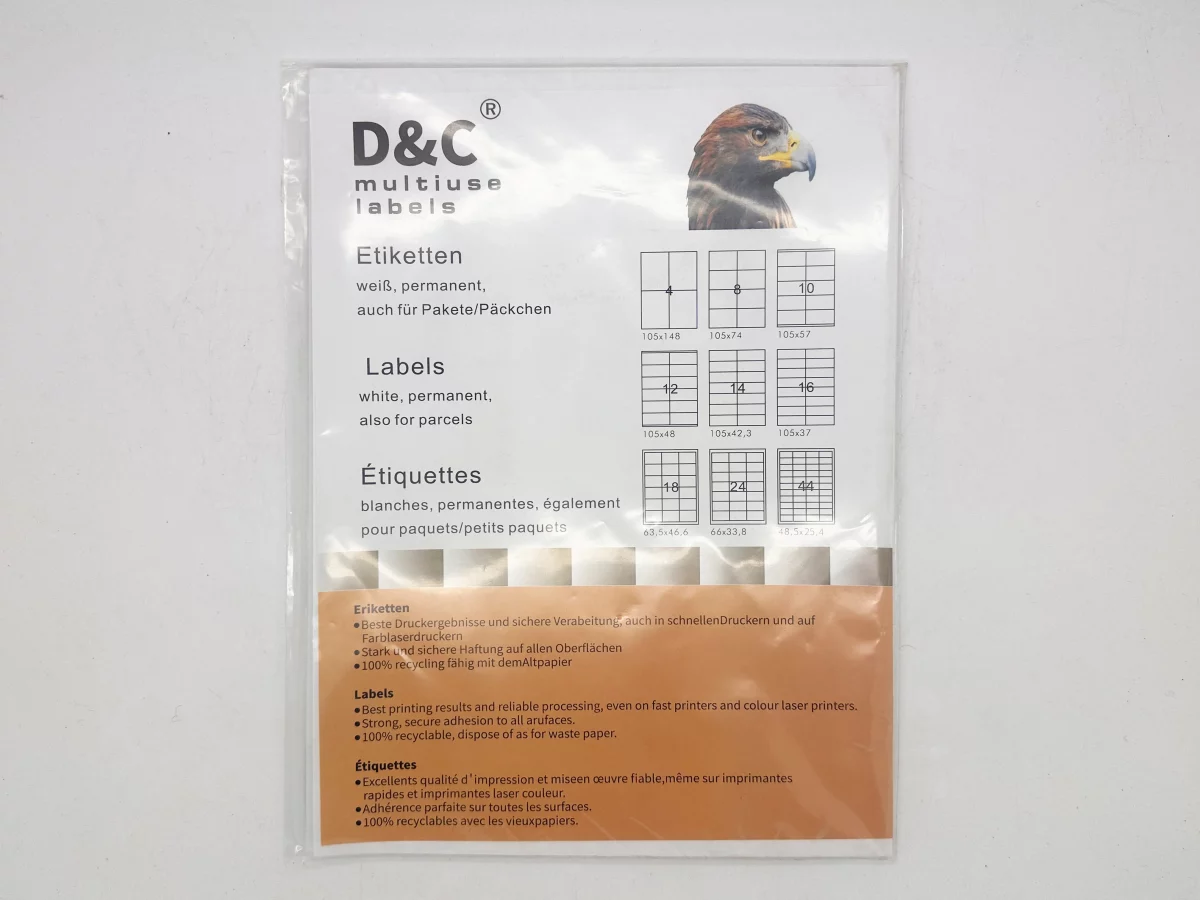 D&C®
multiuse
labels
Etiketten
weiß, permanent,
auch für Pakete/Päckchen
4
8
10
105x148
105x74
105x57
Labels
white, permanent,
also for parcels
12
14
16
105x48
105x42,3
105x37
Étiquettes
blanches, permanentes, également
pour paquets/petits paquets
18
24
44
63,5x46,6
66x33,8
48,5x25,4
Eriketten
●Beste Druckergebnisse und sichere Verabeitung, auch in schnellenDruckern und auf
Farblaserdruckern
●Stark und sichere Haftung auf allen Oberflächen
●100% recycling fähig mit demAltpapier
Labels
●Best printing results and reliable processing, even on fast printers and colour laser printers.
●Strong, secure adhesion to all arufaces.
●100% recyclable, dispose of as for waste paper.
Étiquettes
●Excellents qualité d'impression et miseen œuvre fiable,même sur imprimantes
rapides et imprimantes laser couleur.
●Adhérence parfaite sur toutes les surfaces.
●100% recyclables avec les vieuxpapiers.